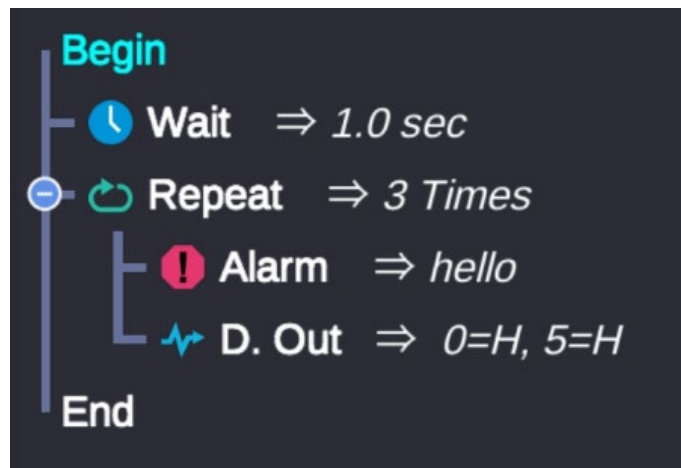 Begin
Wait ⇒ 1.0 sec
Repeat ⇒ 3 Times
Alarm ⇒ hello
D. Out ⇒ 0=H, 5=H
End